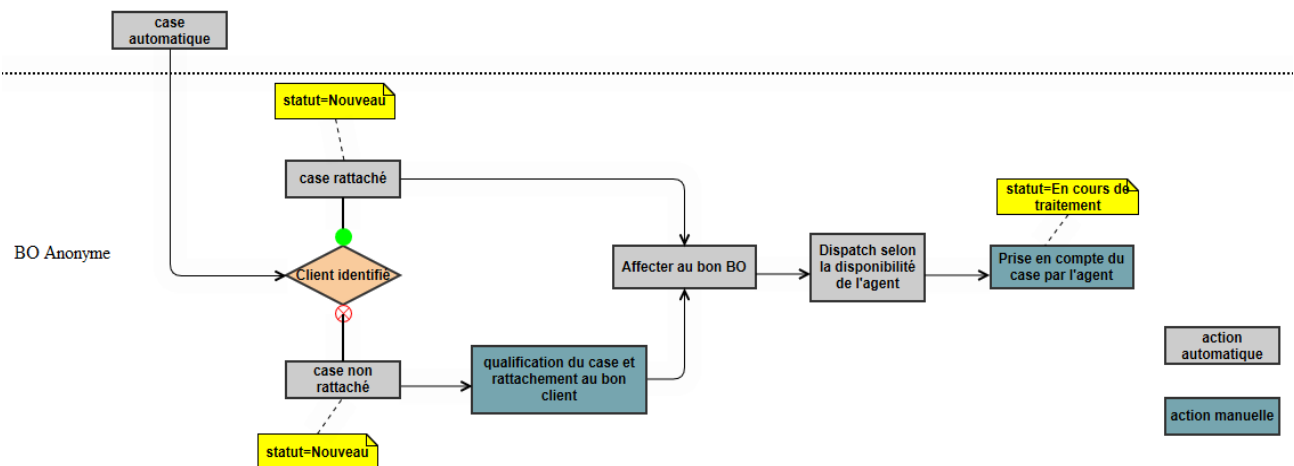 case
automatique
statut=Nouveau
case rattaché
statut=En cours de
traitement
BO Anonyme
Client identifié
Affecter au bon BO
Dispatch selon
la disponibilité
de l'agent
Prise en compte du
case par l'agent
case non
rattaché
qualification du case et
rattachement au bon
client
action
automatique
action manuelle
statut=Nouveau